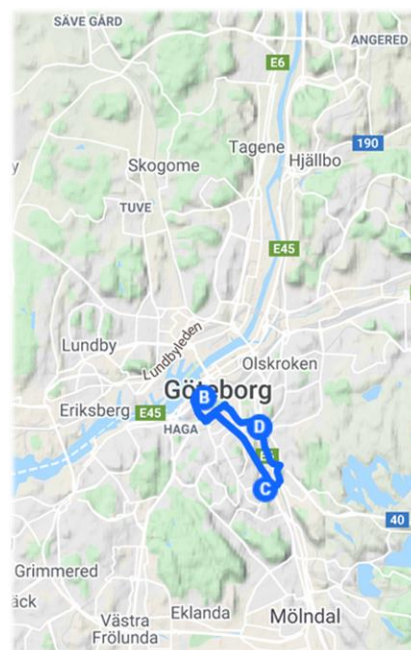 SÄVE GÅRD
ANGERED
E6
Tagene
190
Hjällbo
Skogome
TUVE
E45
Lundby
Lundbyleden
Olskroken
Göteborg
B
Eriksberg
E45
HAGA
D
C
40
Grimmered
äck
Västra
Frölunda
Eklanda
Mölndal